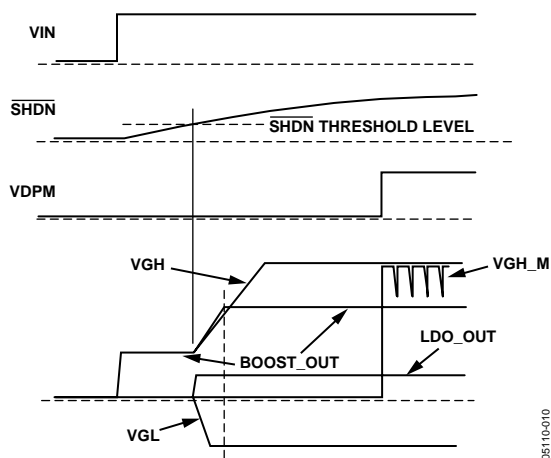 VIN
SHDN
SHDN THRESHOLD LEVEL
VDPM
VGH
VGH_M
BOOST_OUT
LDO_OUT
VGL
05110-010